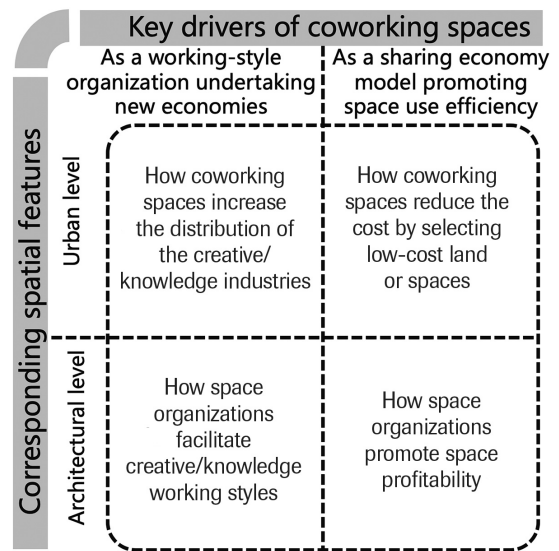 Key drivers of coworking spaces
As a working-style
organization undertaking
new economies
As a sharing economy
model promoting
space use efficiency
Corresponding spatial features
Urban level
How coworking
spaces increase
the distribution of
the creative/
knowledge industries
How coworking
spaces reduce the
cost by selecting
low-cost land
or spaces
Architectural level
How space
organizations
facilitate
creative/knowledge
working styles
How space
organizations
promote space
profitability